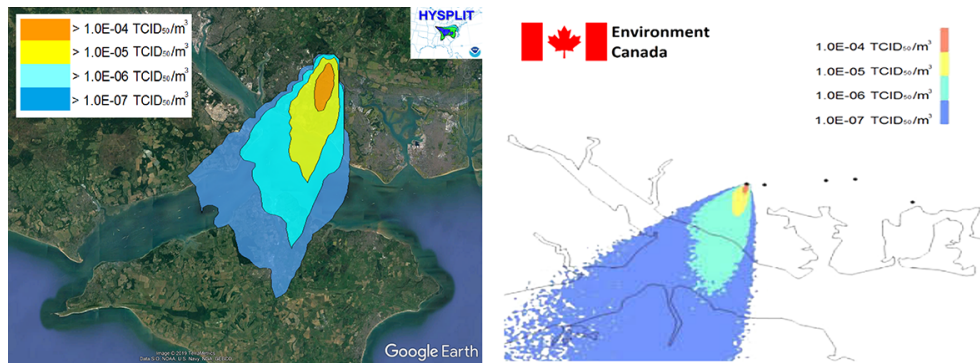 > 1.0E-04 TCID₅₀/m³
> 1.0E-05 TCID₅₀/m³
> 1.0E-06 TCID₅₀/m³
> 1.0E-07 TCID₅₀/m³
HYSPLIT
Google Earth
Environment
Canada
1.0E-04 TCID₅₀/m³
1.0E-05 TCID₅₀/m³
1.0E-06 TCID₅₀/m³
1.0E-07 TCID₅₀/m³